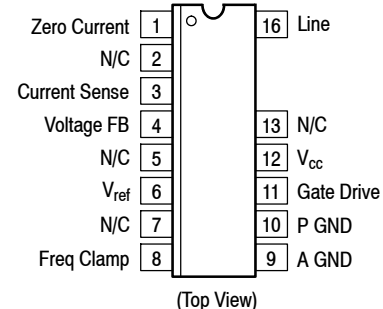 Zero Current 1 16 Line
N/C 2
Current Sense 3
Voltage FB 4 13 N/C
N/C 5 12 Vcc
Vref 6 11 Gate Drive
N/C 7 10 P GND
Freq Clamp 8 9 A GND
(Top View)